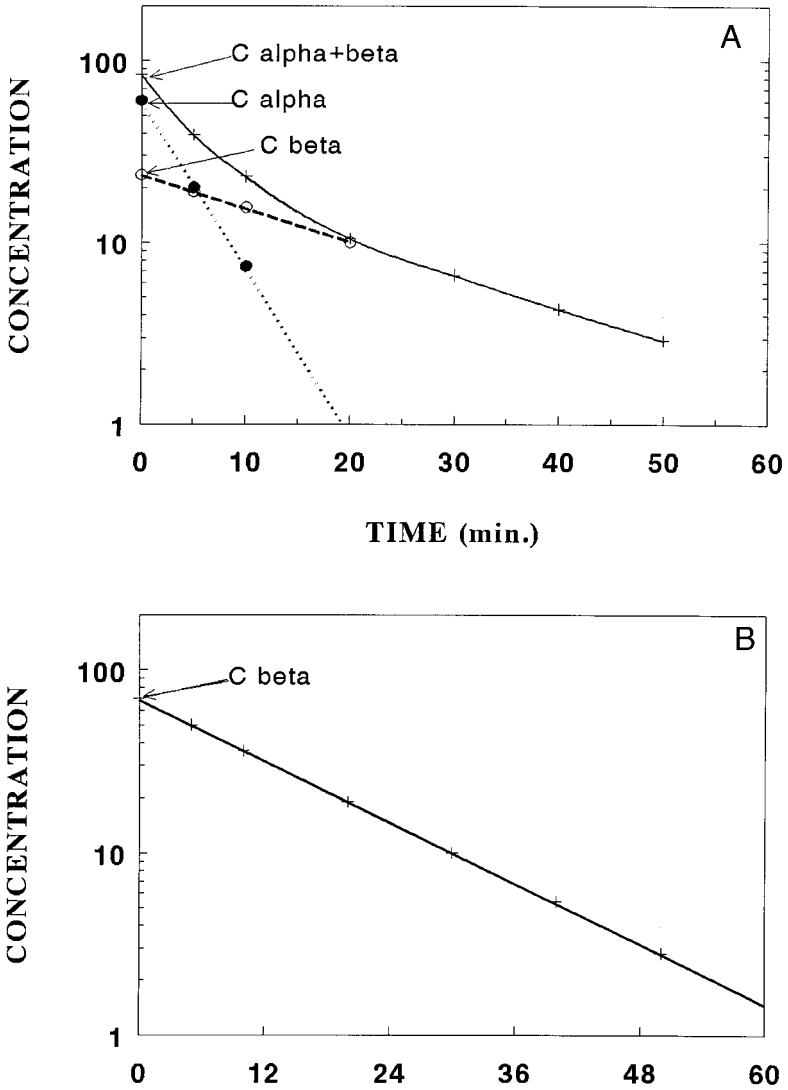 A
100
C alpha+beta
C alpha
C beta
CONCENTRATION
10
1
0 10 20 30 40 50 60
TIME (min.)
B
100
C beta
CONCENTRATION
10
1
0 12 24 36 48 60